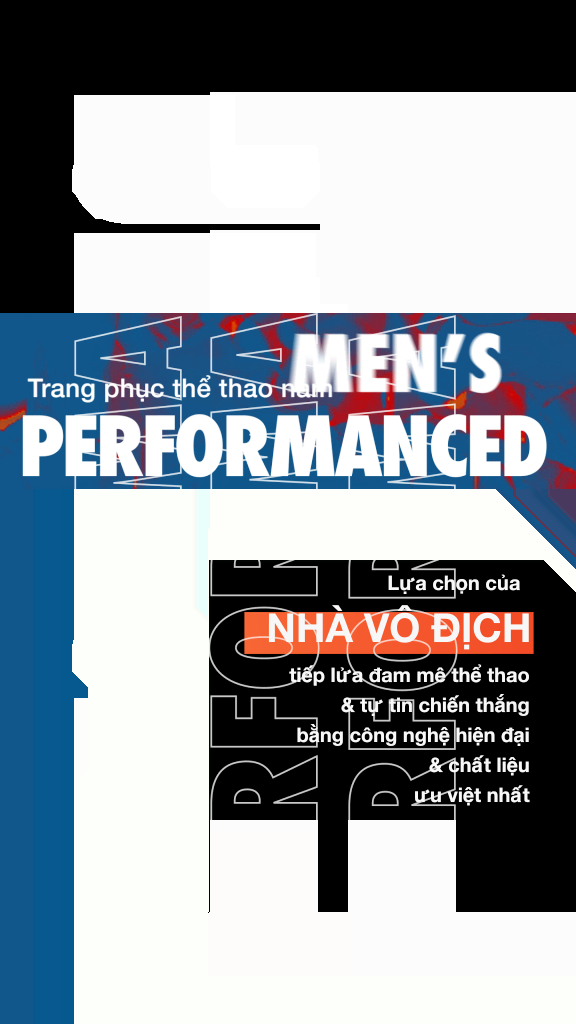 MEN'S
Trang phục thể thao nam
PERFORMANCED
Lựa chọn của
NHÀ VÔ ĐỊCH
tiếp lửa đam mê thể thao
& tự tin chiến thắng
bằng công nghệ hiện đại
& chất liệu
ưu việt nhất